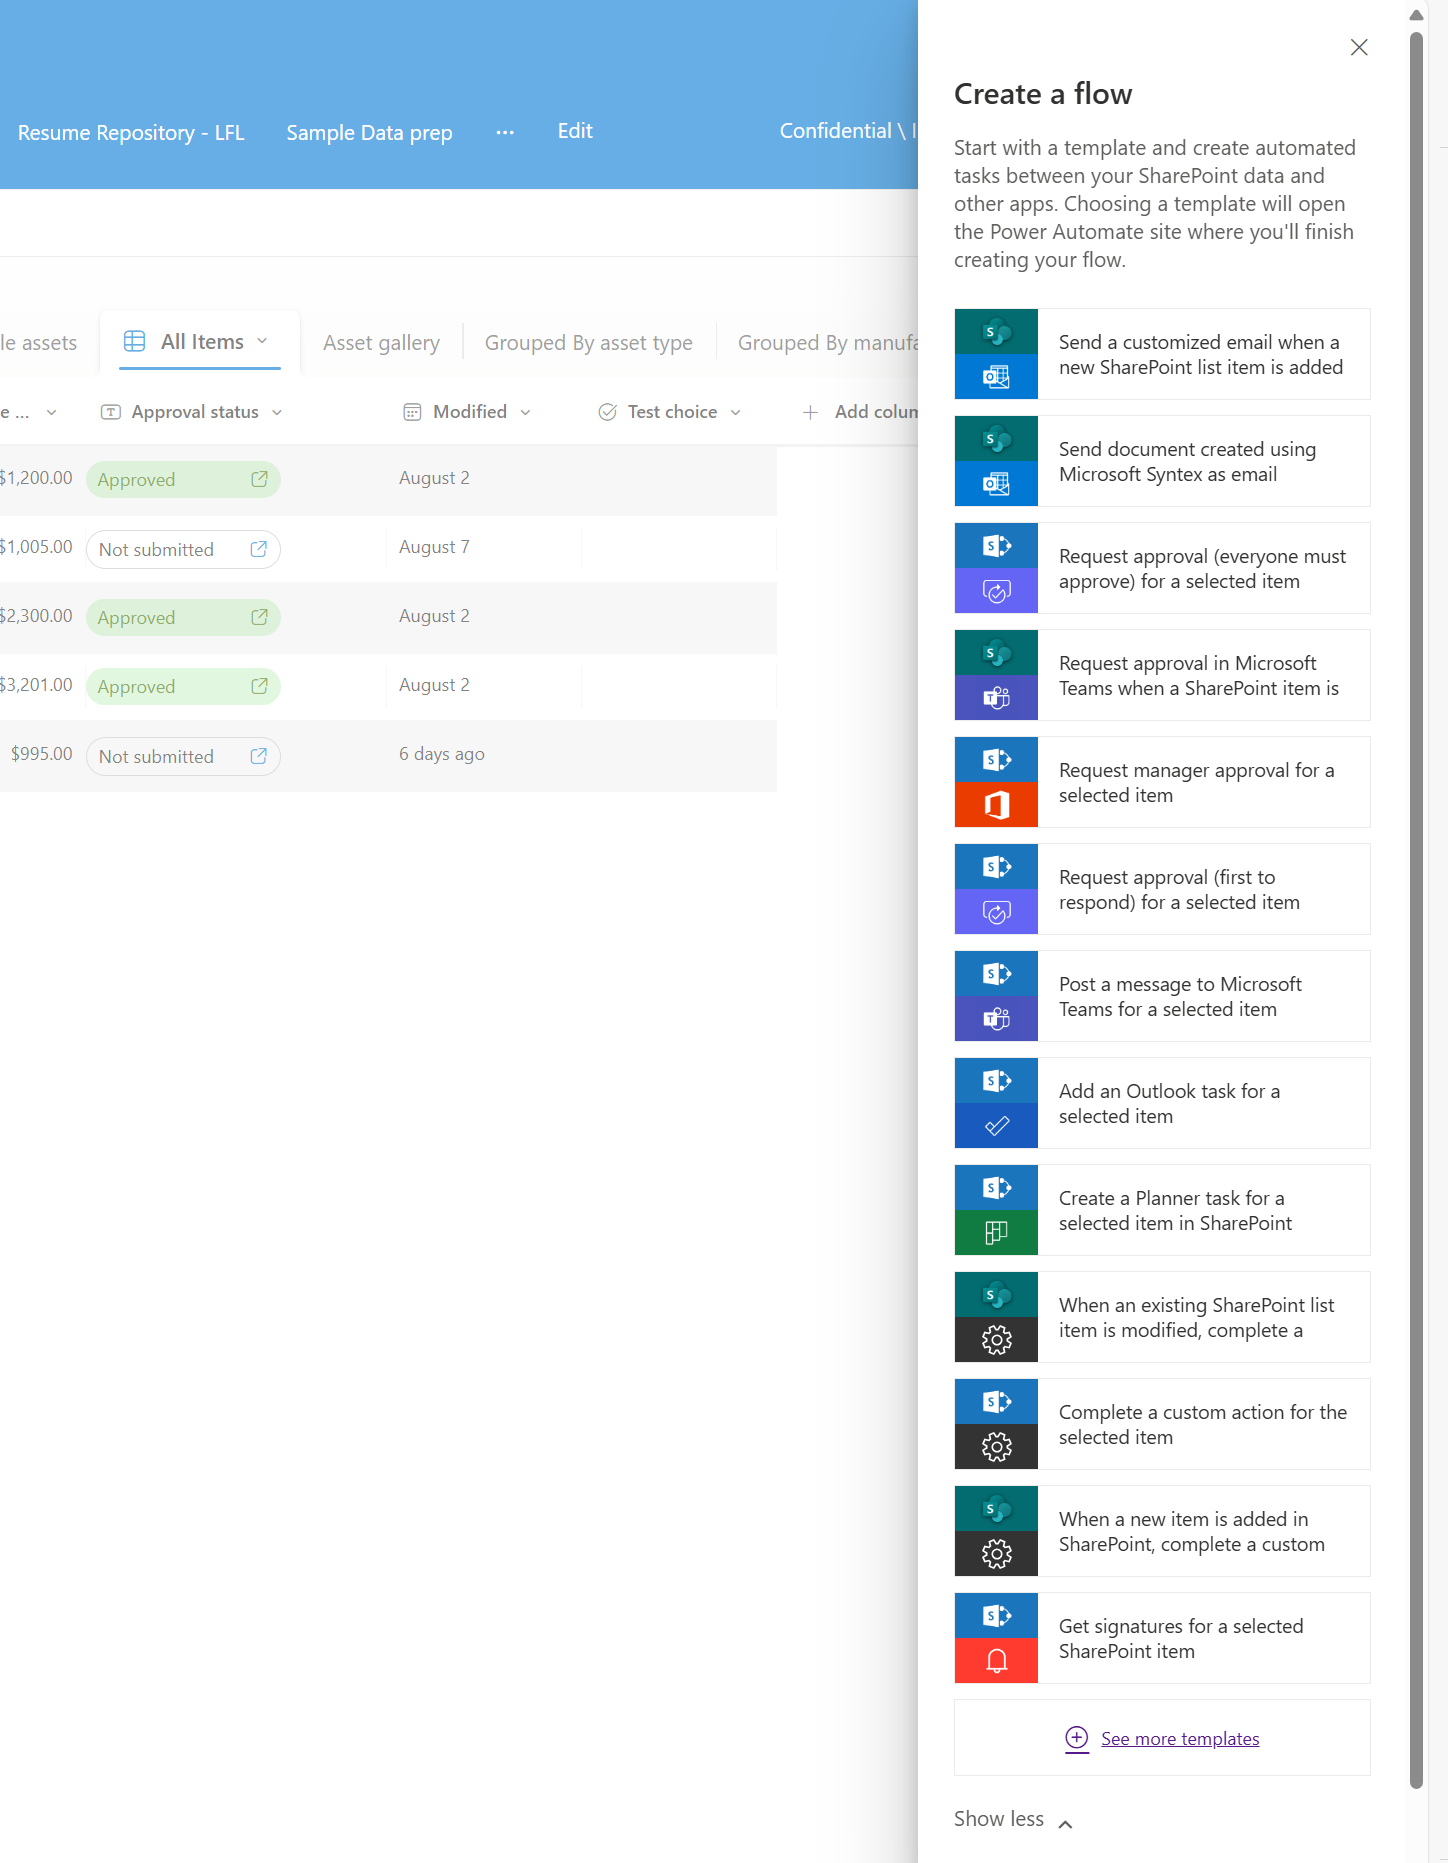 Resume Repository - LFL Sample Data prep ··· Edit Confidential \ I
le assets All Items Asset gallery Grouped By asset type Grouped By manufa
e ... Approval status Modified Test choice + Add colum
$1,200.00 Approved August 2
$1,005.00 Not submitted August 7
$2,300.00 Approved August 2
$3,201.00 Approved August 2
$995.00 Not submitted 6 days ago
Create a flow
Start with a template and create automated
tasks between your SharePoint data and
other apps. Choosing a template will open
the Power Automate site where you'll finish
creating your flow.
Send a customized email when a
new SharePoint list item is added
Send document created using
Microsoft Syntex as email
Request approval (everyone must
approve) for a selected item
Request approval in Microsoft
Teams when a SharePoint item is
Request manager approval for a
selected item
Request approval (first to
respond) for a selected item
Post a message to Microsoft
Teams for a selected item
Add an Outlook task for a
selected item
Create a Planner task for a
selected item in SharePoint
When an existing SharePoint list
item is modified, complete a
Complete a custom action for the
selected item
When a new item is added in
SharePoint, complete a custom
Get signatures for a selected
SharePoint item
See more templates
Show less